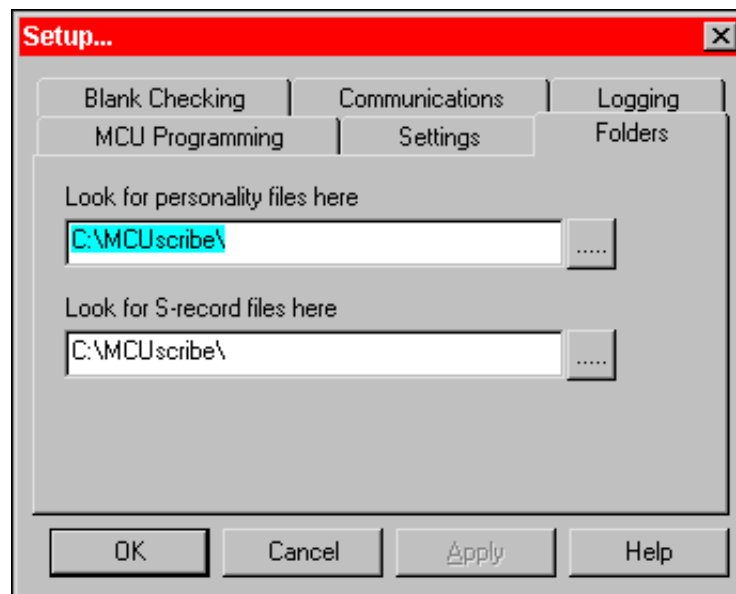 Setup...
Blank Checking Communications Logging
MCU Programming Settings Folders
Look for personality files here
C:\MCUscribe\
.....
Look for S-record files here
C:\MCUscribe\
.....
OK Cancel Apply Help